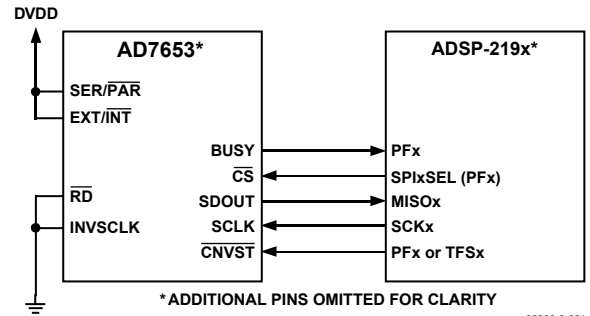 DVDD
AD7653*
ADSP-219x*
SER/PAR
EXT/INT
BUSY
PFx
CS
SPIxSEL (PFx)
RD
SDOUT
MISOx
INVSCLK
SCLK
SCKx
CNVST
PFx or TFSx
*ADDITIONAL PINS OMITTED FOR CLARITY